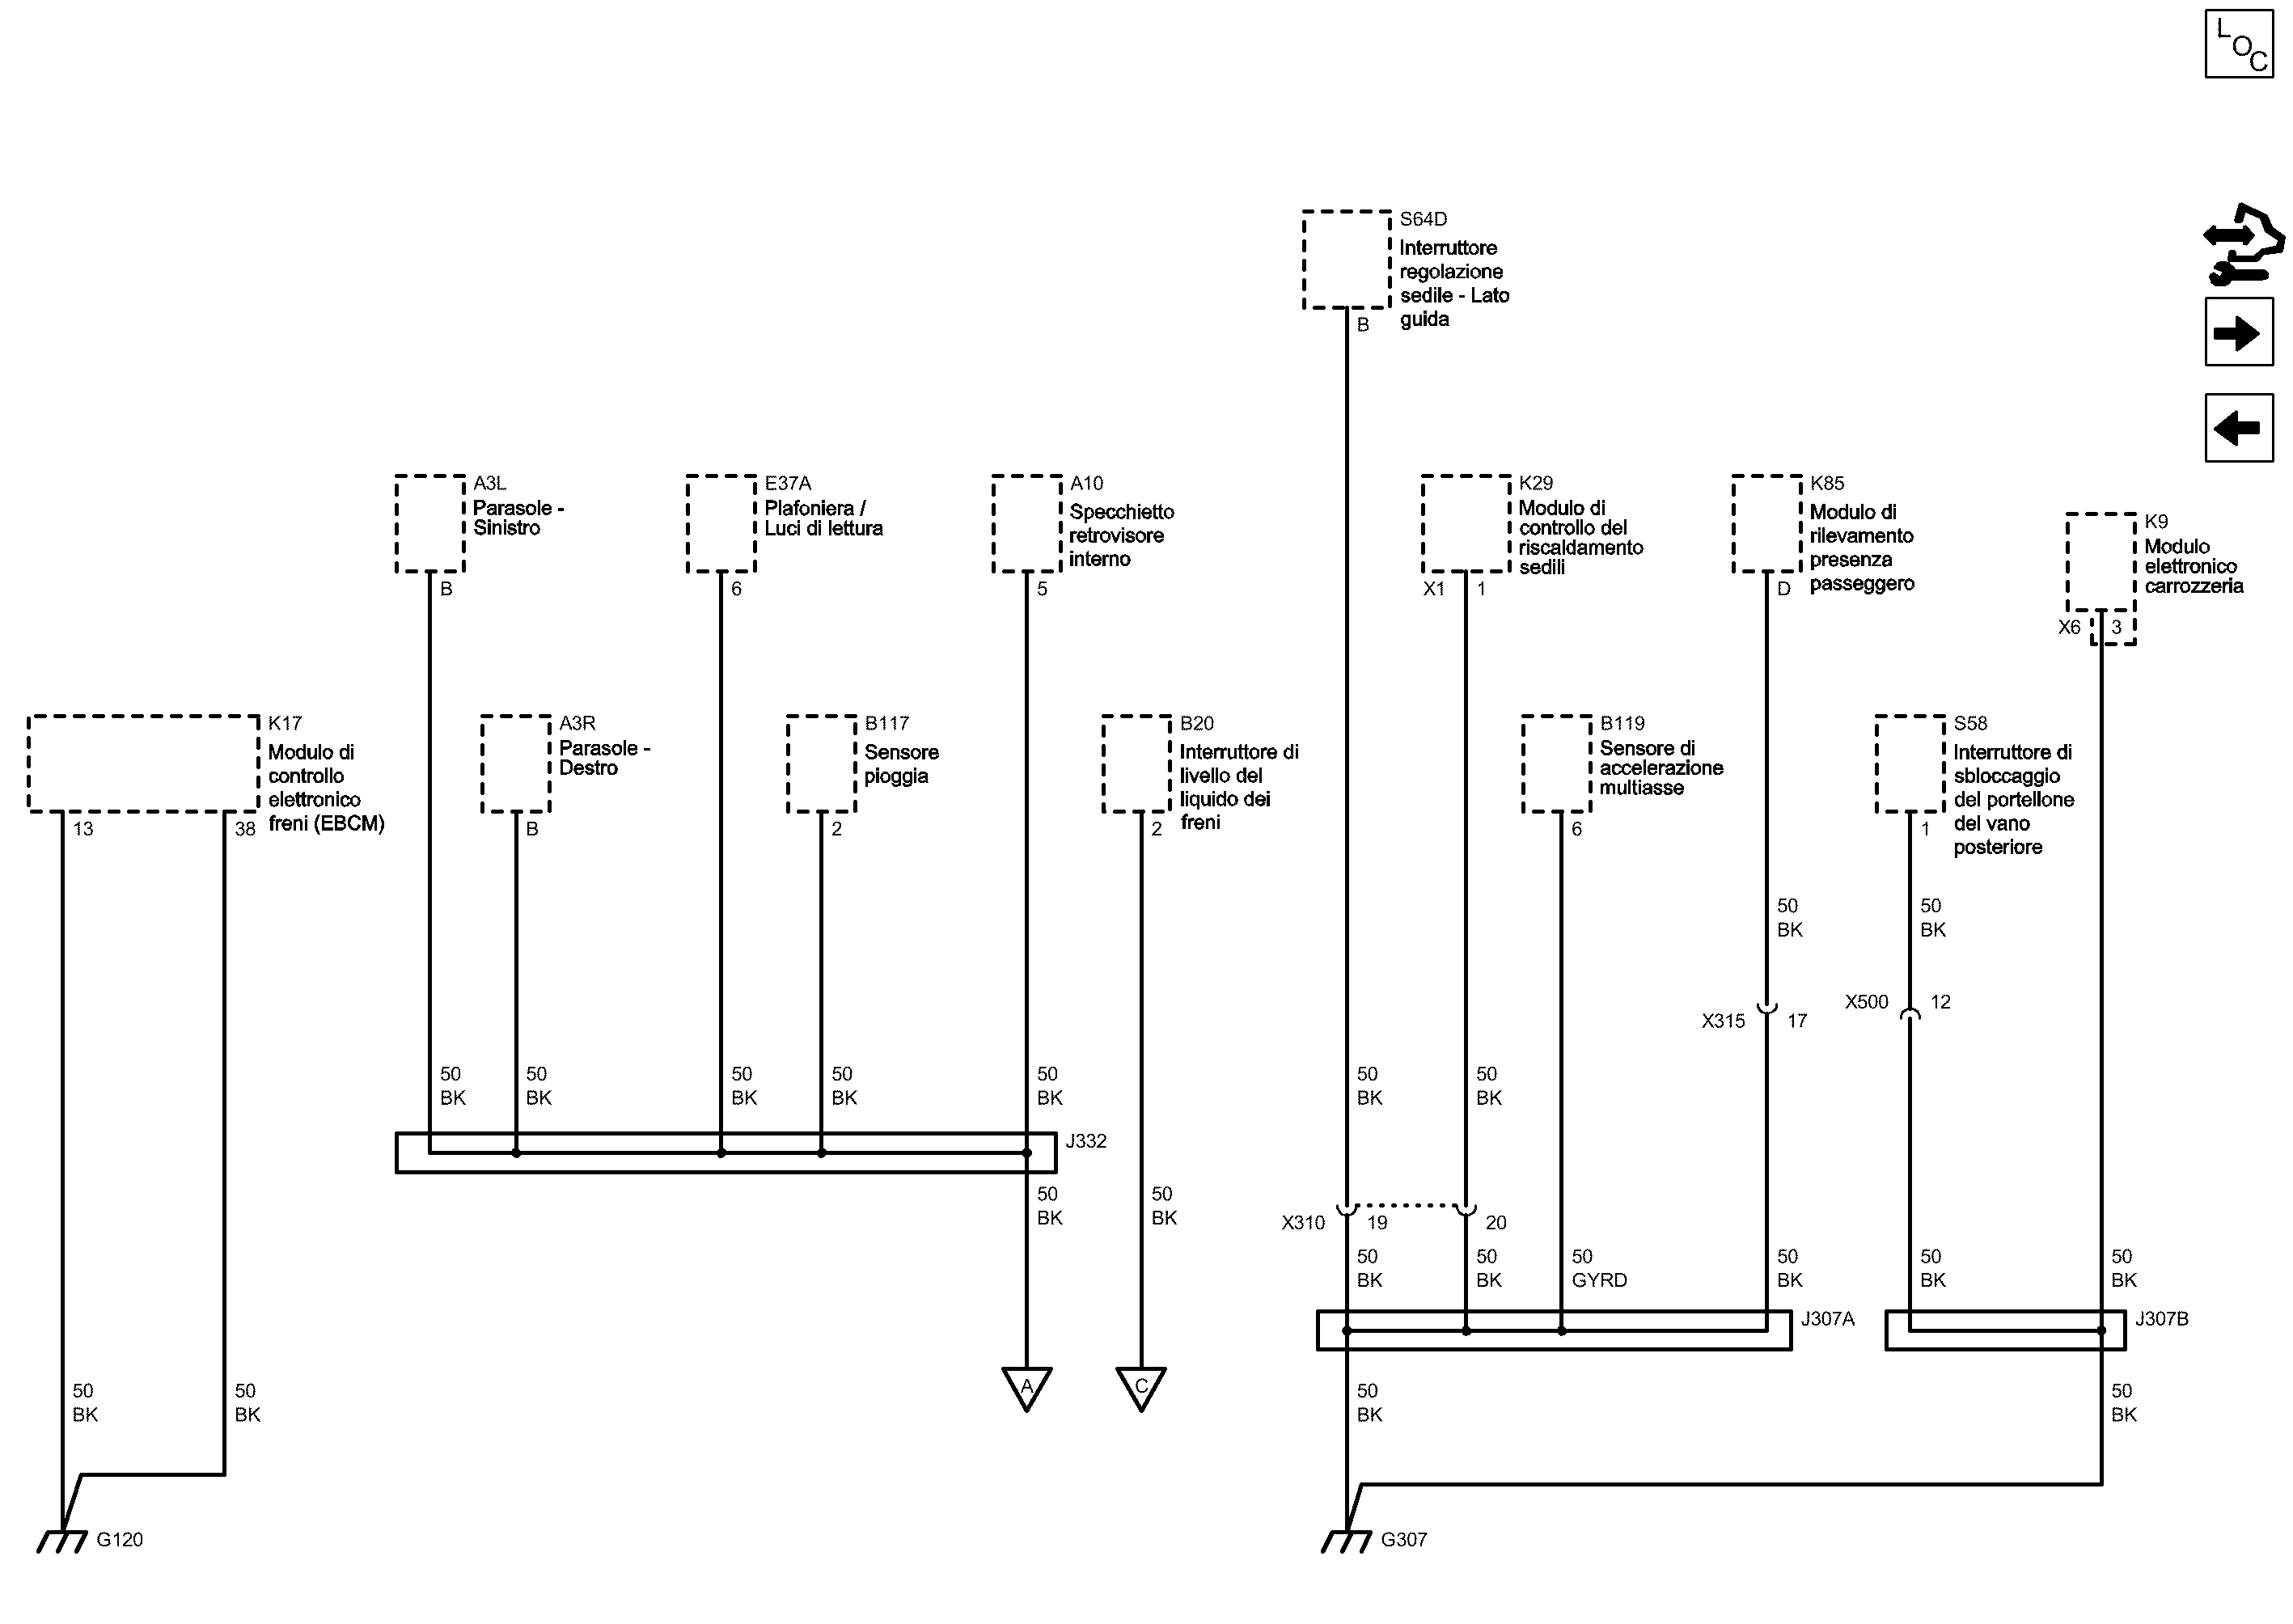 L
O
C
S64D
Interruttore
regolazione
sedile - Lato
guida
B
A3L
Parasole -
Sinistro
B
E37A
Plafoniera /
Luci di lettura
6
A10
Specchietto
retrovisore
interno
5
K29
Modulo di
controllo del
riscaldamento
sedili
X1 1
K85
Modulo di
rilevamento
presenza
passeggero
D
K9
Modulo
elettronico
carrozzeria
X6 3
K17
Modulo di
controllo
elettronico
freni (EBCM)
13 38
A3R
Parasole -
Destro
B
B117
Sensore
pioggia
2
B20
Interruttore di
livello del
liquido dei
freni
2
B119
Sensore di
accelerazione
multiasse
6
S58
Interruttore di
sbloccaggio
del portellone
del vano
posteriore
1
50
BK
50
BK
X315 17
X500 12
50
BK
50
BK
50
BK
50
BK
50
BK
50
BK
50
BK
J332
50
BK
50
BK
X310 19 20
50
BK
50
BK
50
GYRD
50
BK
50
BK
50
BK
J307A
J307B
A
C
50
BK
50
BK
50
BK
50
BK
G120
G307